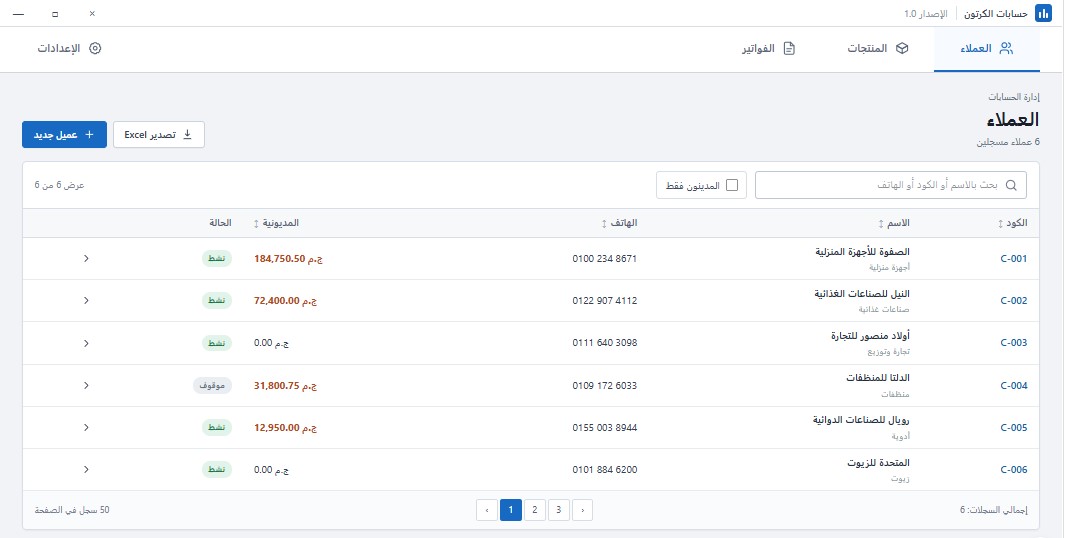 حسابات الكرتون الإصدار 1.0
العملاء
المنتجات
الفواتير
الإعدادات
إدارة الحسابات
العملاء
6 عملاء مسجلين
تصدير Excel
+ عميل جديد
بحث بالاسم أو الكود أو الهاتف
المدينون فقط
عرض 6 من 6
الكود الاسم الهاتف المديونية الحالة
C-001 الصفوة للأجهزة المنزلية 0100 234 8671 184,750.50 ج.م نشط
أجهزة منزلية
C-002 النيل للصناعات الغذائية 0122 907 4112 72,400.00 ج.م نشط
صناعات غذائية
C-003 أولاد منصور للتجارة 0111 640 3098 0.00 ج.م نشط
تجارة وتوزيع
C-004 الدلتا للمنظفات 0109 172 6033 31,800.75 ج.م موقوف
منظفات
C-005 رويال للصناعات الدوائية 0155 003 8944 12,950.00 ج.م نشط
أدوية
C-006 المتحدة للزيوت 0101 884 6200 0.00 ج.م نشط
زيوت
إجمالي السجلات: 6
‹ 1 2 3 ›
50 سجل في الصفحة